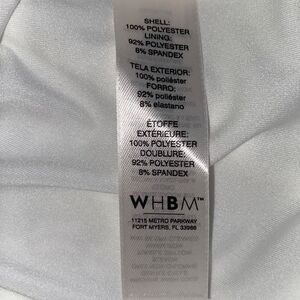 SHELL:
100% POLYESTER
LINING:
92% POLYESTER
8% SPANDEX
TELA EXTERIOR:
100% poliéster
FORRO:
92% poliéster
8% elastano
ÉTOFFE
EXTÉRIEURE:
100% POLYESTER
DOUBLURE:
92% POLYESTER
8% SPANDEX
WHBM™
11215 METRO PARKWAY
FORT MYERS, FL 33966